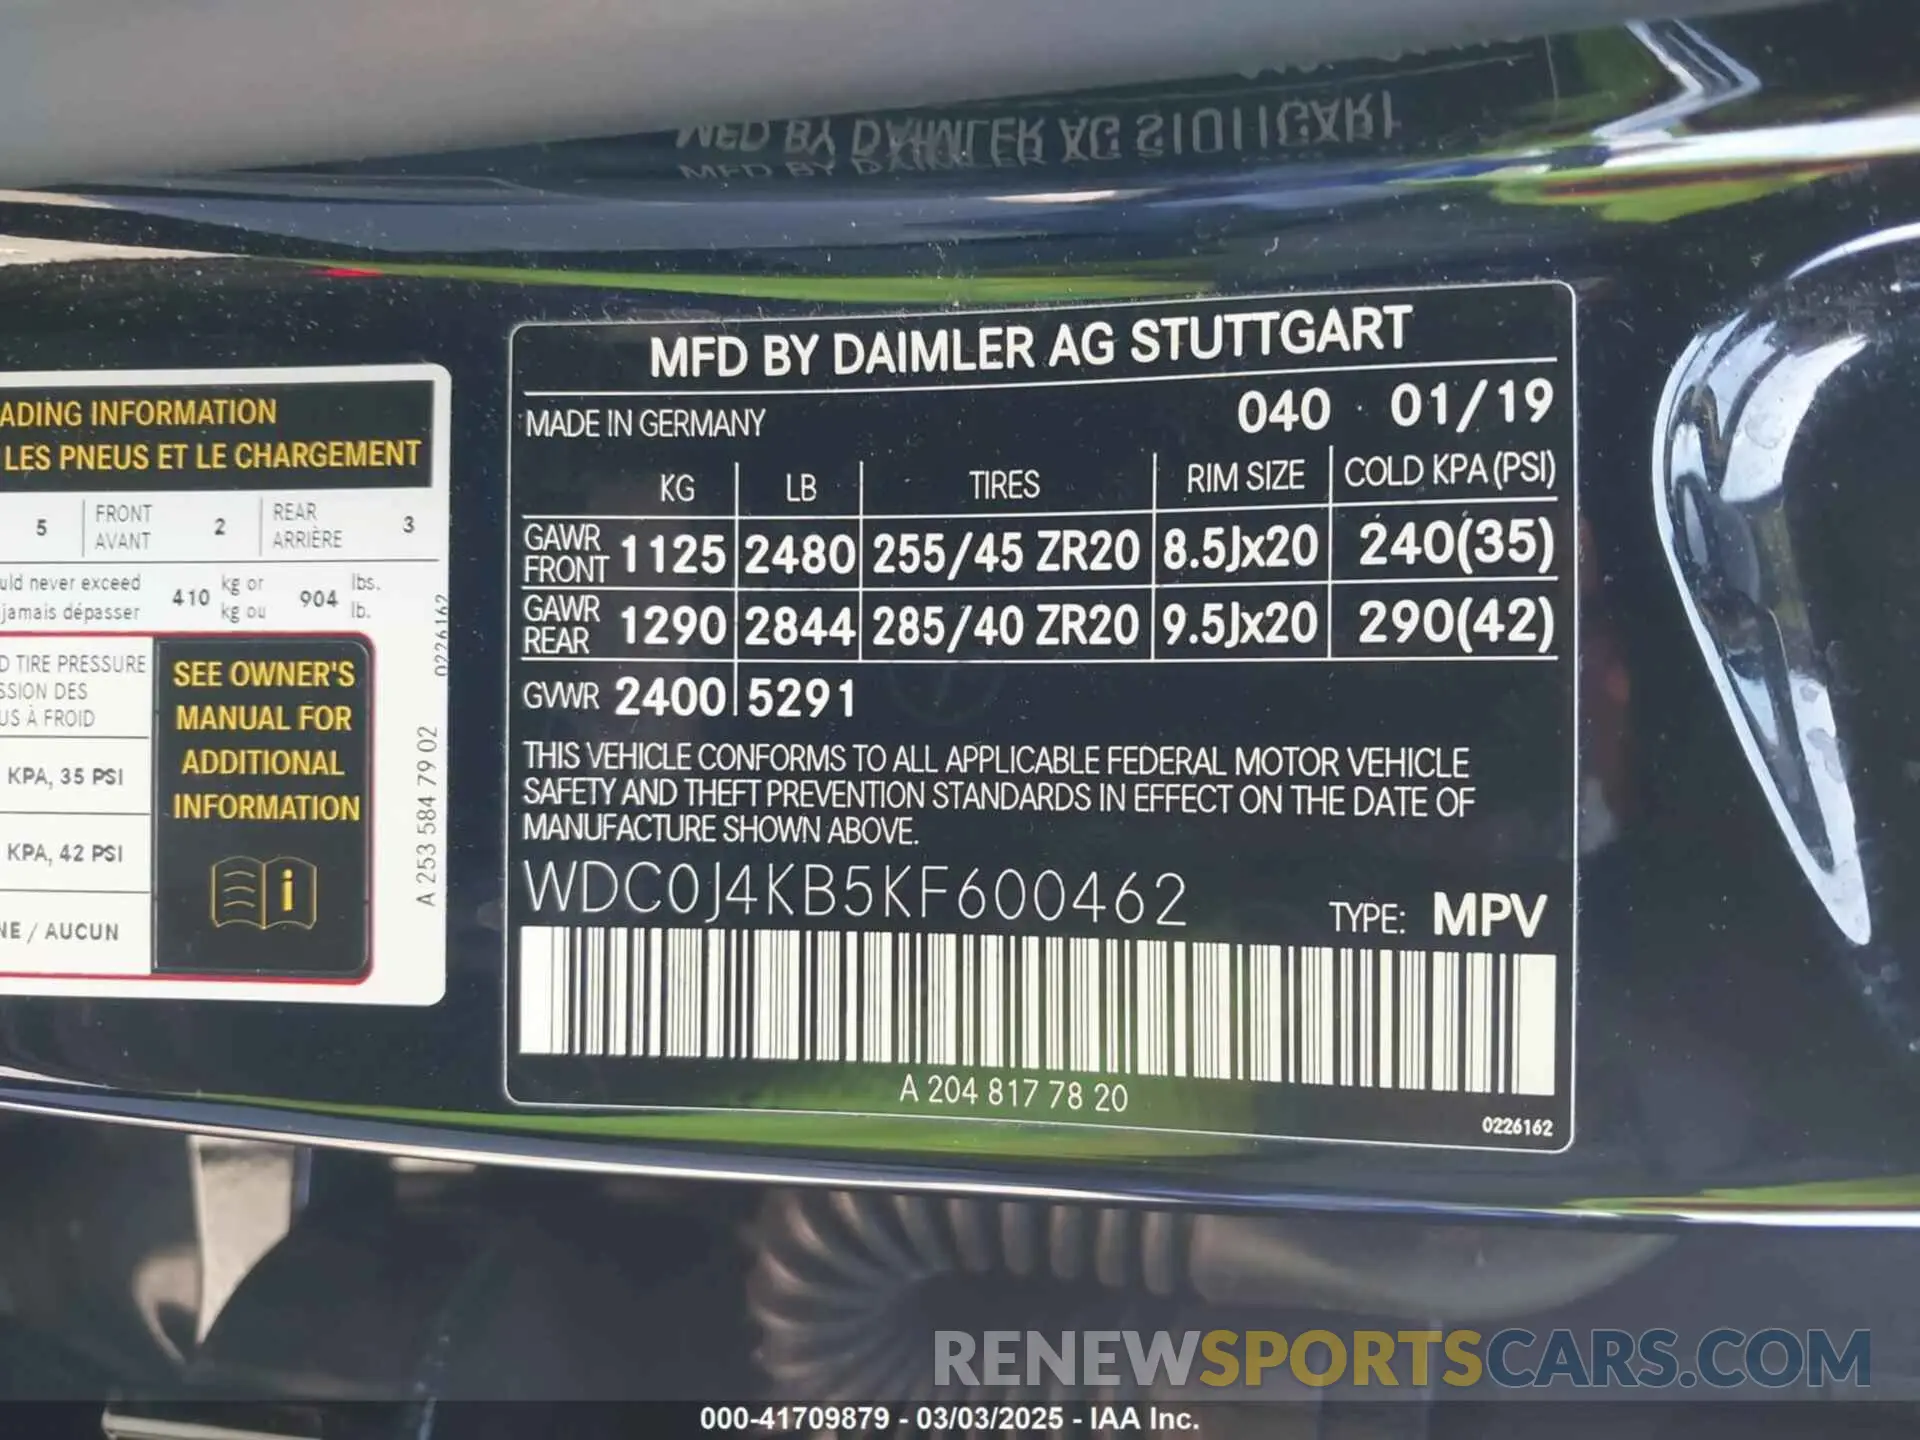 MFD BY DAIMLER AG STUTTGART
MFD BY DAIMLER AG STUTTGART
MADE IN GERMANY 040 01/19
KG LB TIRES RIM SIZE COLD KPA (PSI)
GAWR FRONT 1125 2480 255/45 ZR20 8.5Jx20 240(35)
GAWR REAR 1290 2844 285/40 ZR20 9.5Jx20 290(42)
GVWR 2400 5291
THIS VEHICLE CONFORMS TO ALL APPLICABLE FEDERAL MOTOR VEHICLE
SAFETY AND THEFT PREVENTION STANDARDS IN EFFECT ON THE DATE OF
MANUFACTURE SHOWN ABOVE.
WDC0J4KB5KF600462
TYPE: MPV
A 204 817 78 20
0226162
ADING INFORMATION
LES PNEUS ET LE CHARGEMENT
5 FRONT AVANT 2 REAR ARRIÈRE 3
uld never exceed 410 kg or 904 lbs.
jamais dépasser kg ou lb.
D TIRE PRESSURE
SSION DES
US À FROID
KPA, 35 PSI
KPA, 42 PSI
NE / AUCUN
SEE OWNER'S
MANUAL FOR
ADDITIONAL
INFORMATION
i
A 253 584 79 02
0226162
RENEWSPORTSCARS.COM
000-41709879 - 03/03/2025 - IAA Inc.